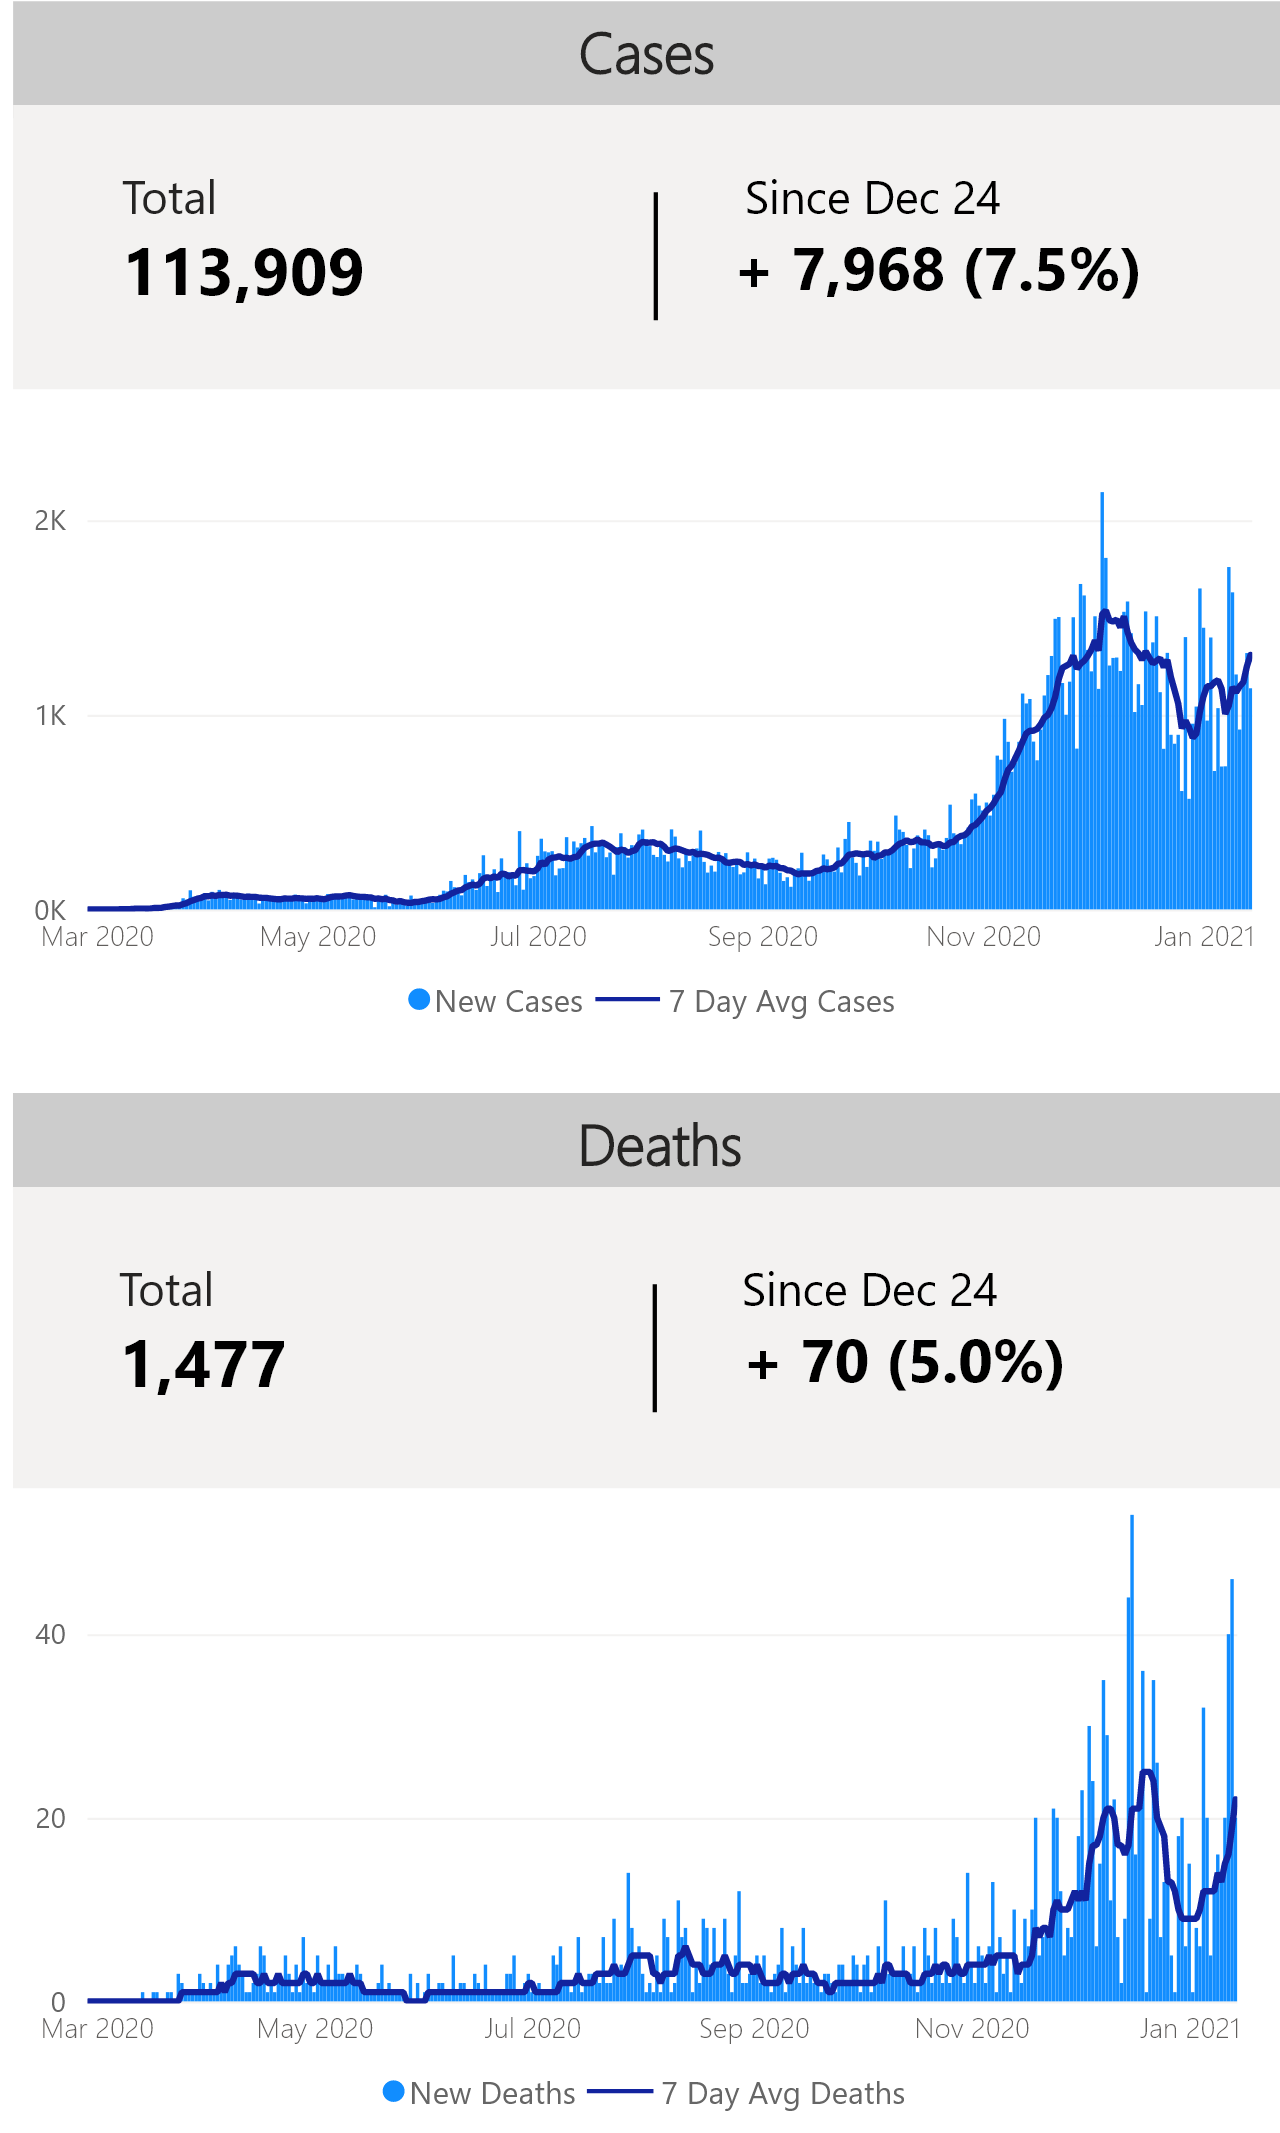 Cases
Total
Since Dec 24
113,909
+ 7,968 (7.5%)
2K
1K
0K
Mar 2020 May 2020 Jul 2020 Sep 2020 Nov 2020 Jan 2021
New Cases 7 Day Avg Cases
Deaths
Total
Since Dec 24
1,477
+ 70 (5.0%)
40
20
0
Mar 2020 May 2020 Jul 2020 Sep 2020 Nov 2020 Jan 2021
New Deaths 7 Day Avg Deaths